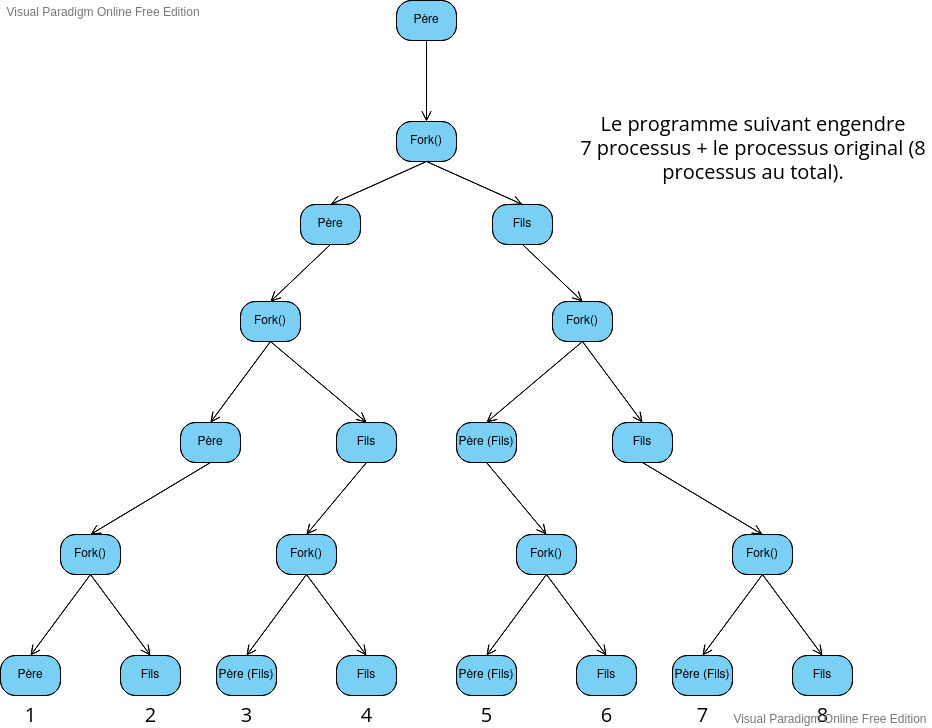 Visual Paradigm Online Free Edition
Père
Fork()
Le programme suivant engendre
7 processus + le processus original (8
processus au total).
Père
Fils
Fork()
Fork()
Père
Fils
Père (Fils)
Fils
Fork()
Fork()
Fork()
Fork()
Père
Fils
Père (Fils)
Fils
Père (Fils)
Fils
Père (Fils)
Fils
1
2
3
4
5
6
7
8
Visual Paradigm Online Free Edition